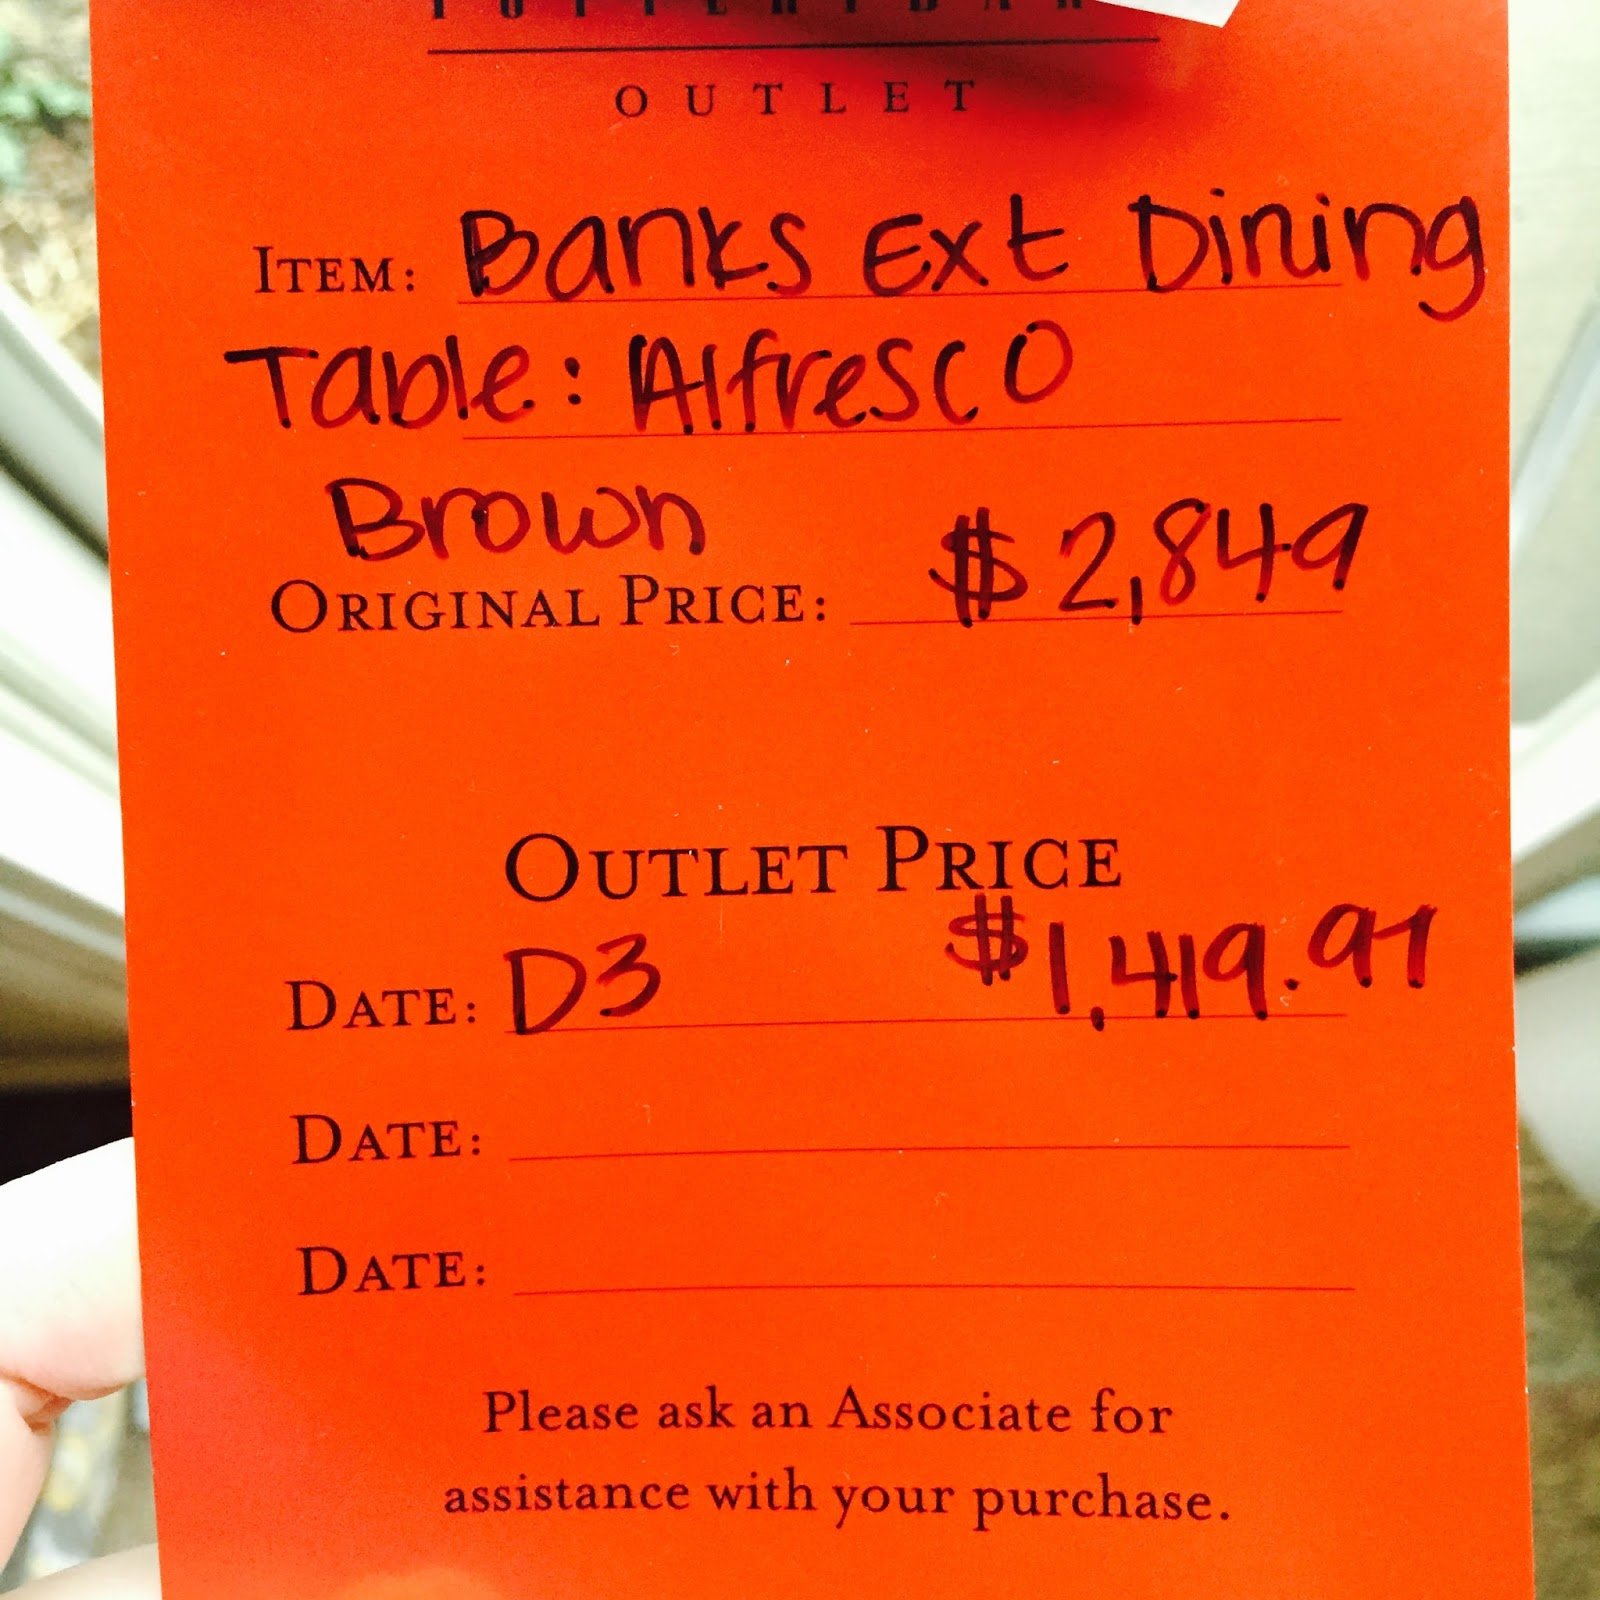 OUTLET
ITEM: Banks Ext Dining
Table: Alfresco
Brown
ORIGINAL PRICE: $2,849
OUTLET PRICE
DATE: D3 $1,419.97
DATE:
DATE:
Please ask an Associate for
assistance with your purchase.